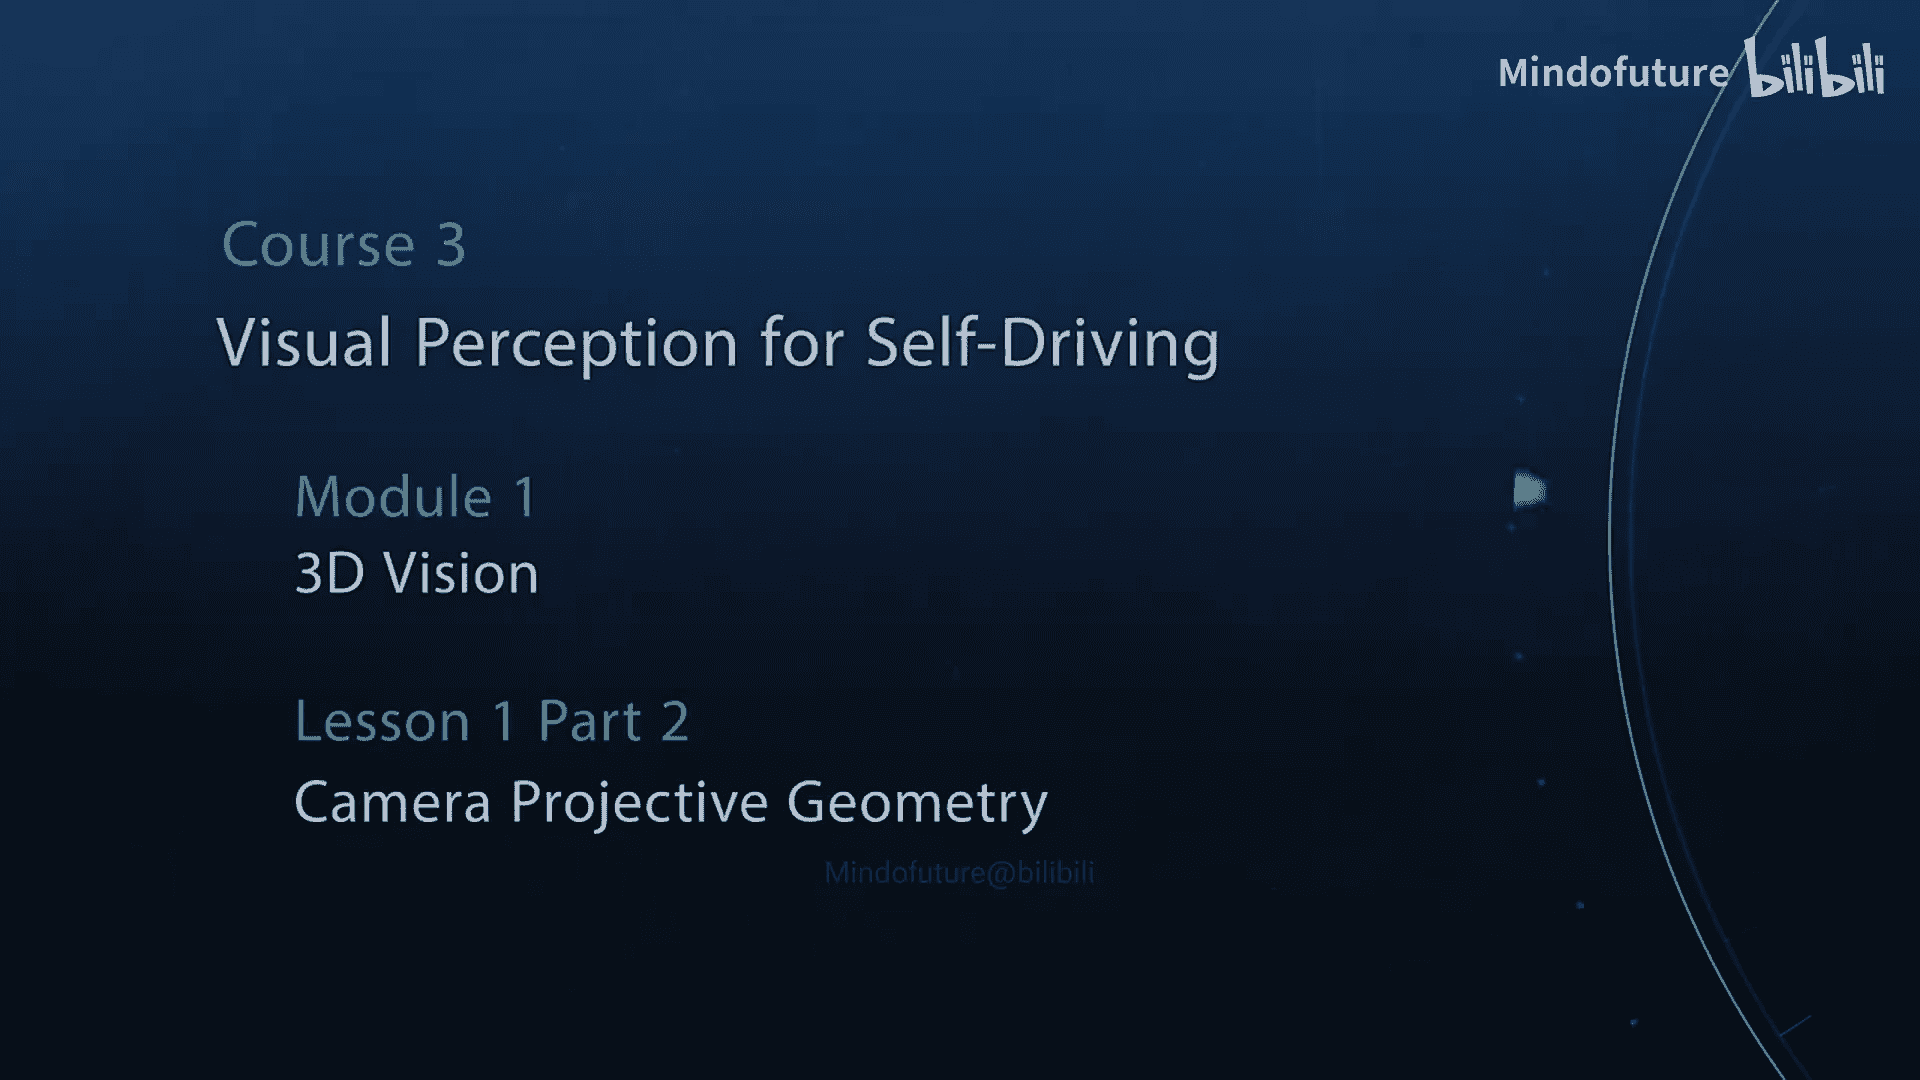 Mindofuture bilibili
Course 3
Visual Perception for Self-Driving
Module 1
3D Vision
Lesson 1 Part 2
Camera Projective Geometry
Mindofuture@bilibili